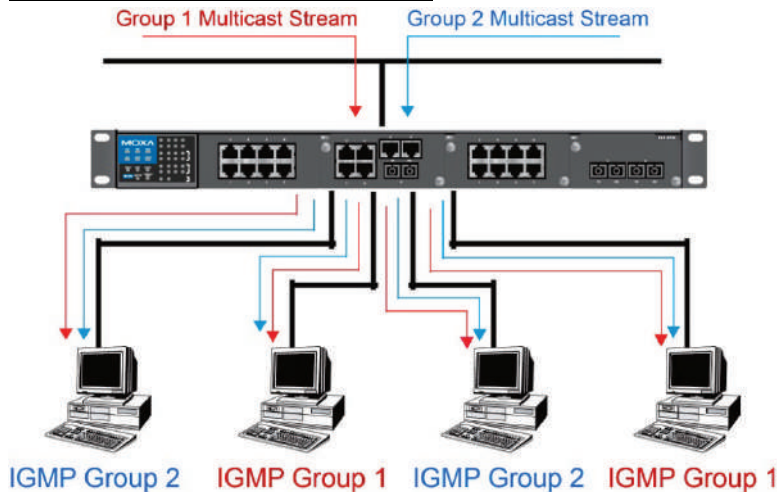 Group 1 Multicast Stream
Group 2 Multicast Stream
MOXA
IGMP Group 2
IGMP Group 1
IGMP Group 2
IGMP Group 1